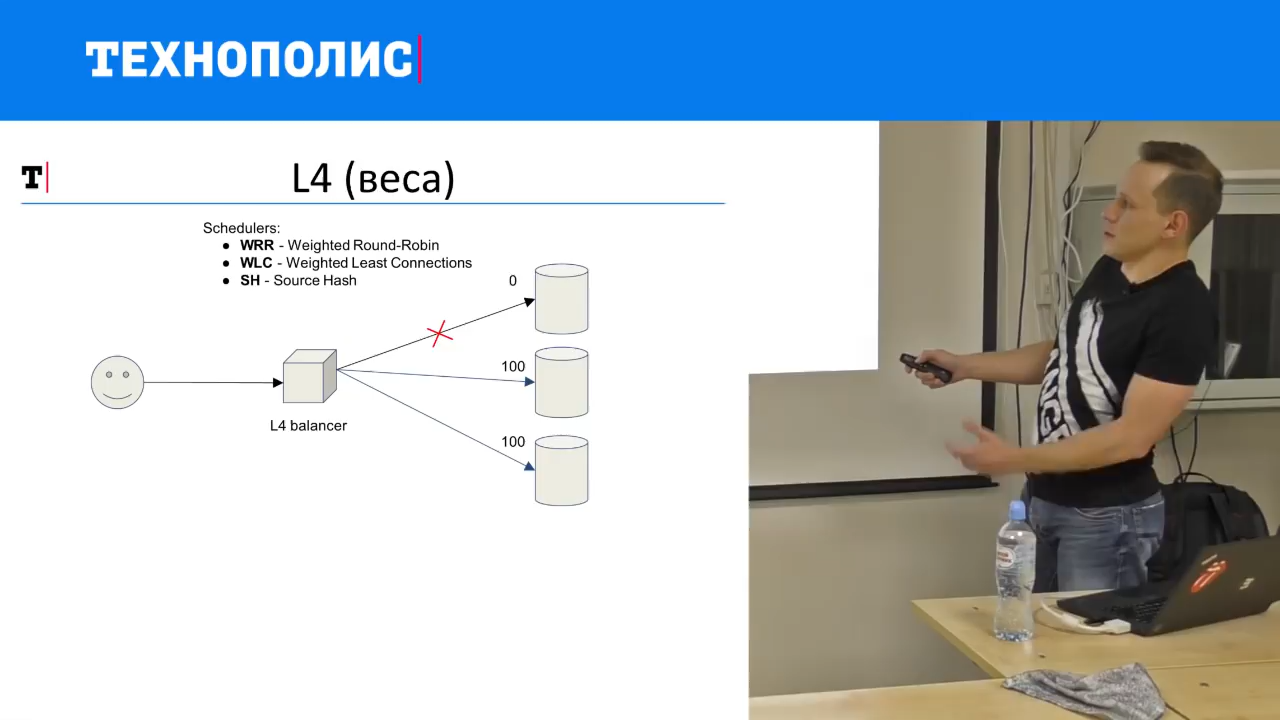 ТЕХНОПОЛИС
Т
L4 (веса)
Schedulers:
● WRR - Weighted Round-Robin
● WLC - Weighted Least Connections
● SH - Source Hash
0
100
100
L4 balancer